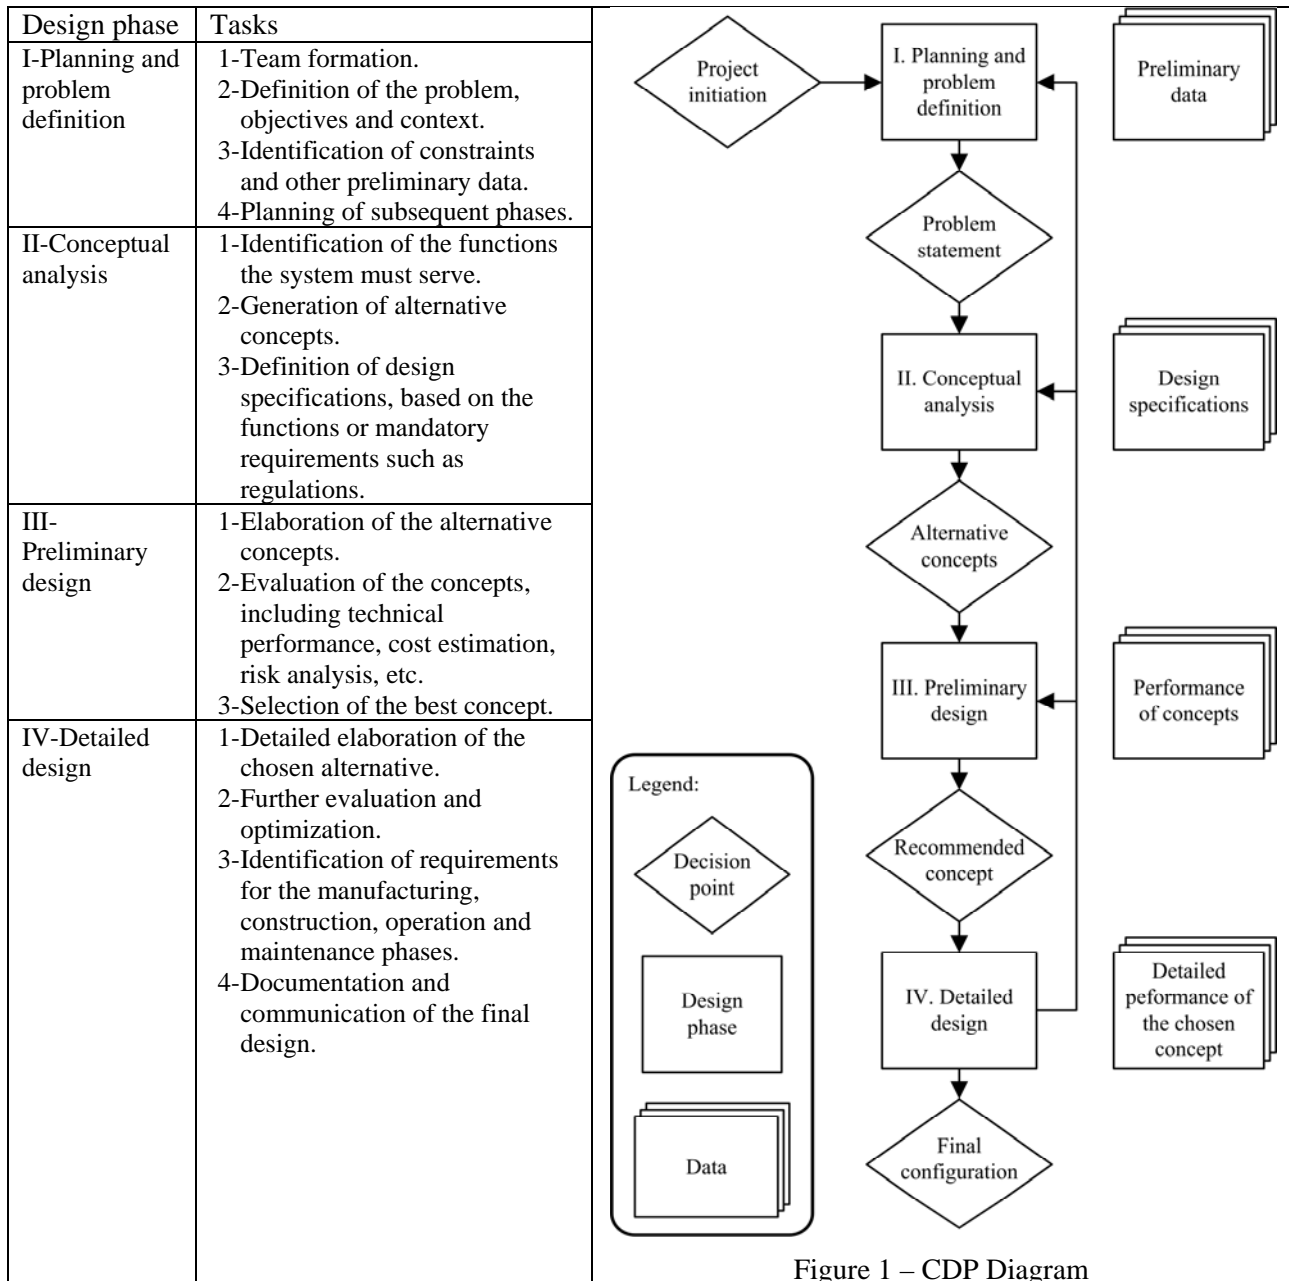 Design phase
Tasks
I-Planning and
problem
definition
1-Team formation.
2-Definition of the problem,
objectives and context.
3-Identification of constraints
and other preliminary data.
4-Planning of subsequent phases.
II-Conceptual
analysis
1-Identification of the functions
the system must serve.
2-Generation of alternative
concepts.
3-Definition of design
specifications, based on the
functions or mandatory
requirements such as
regulations.
III-
Preliminary
design
1-Elaboration of the alternative
concepts.
2-Evaluation of the concepts,
including technical
performance, cost estimation,
risk analysis, etc.
3-Selection of the best concept.
IV-Detailed
design
1-Detailed elaboration of the
chosen alternative.
2-Further evaluation and
optimization.
3-Identification of requirements
for the manufacturing,
construction, operation and
maintenance phases.
4-Documentation and
communication of the final
design.
Project
initiation
I. Planning and
problem
definition
Preliminary
data
Problem
statement
II. Conceptual
analysis
Design
specifications
Alternative
concepts
III. Preliminary
design
Performance
of concepts
Recommended
concept
IV. Detailed
design
Detailed
peformance of
the chosen
concept
Final
configuration
Legend:
Decision
point
Design
phase
Data
Figure 1 – CDP Diagram